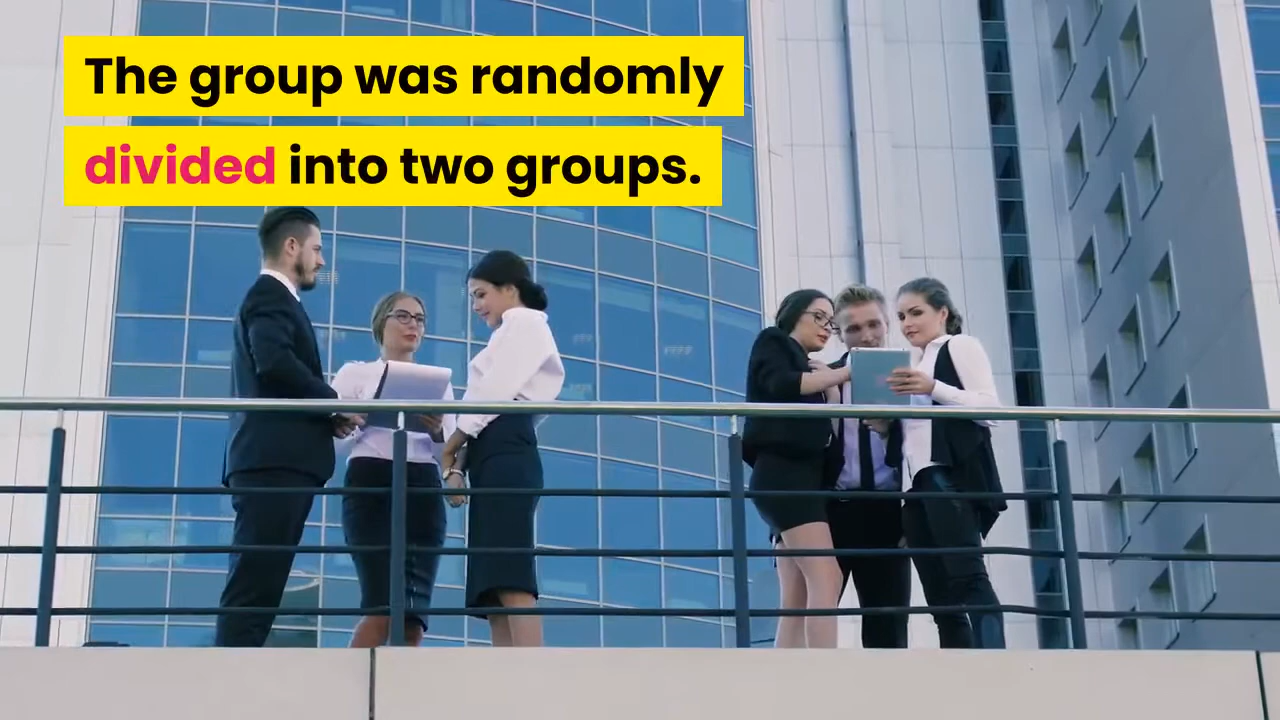 The group was randomly
divided into two groups.